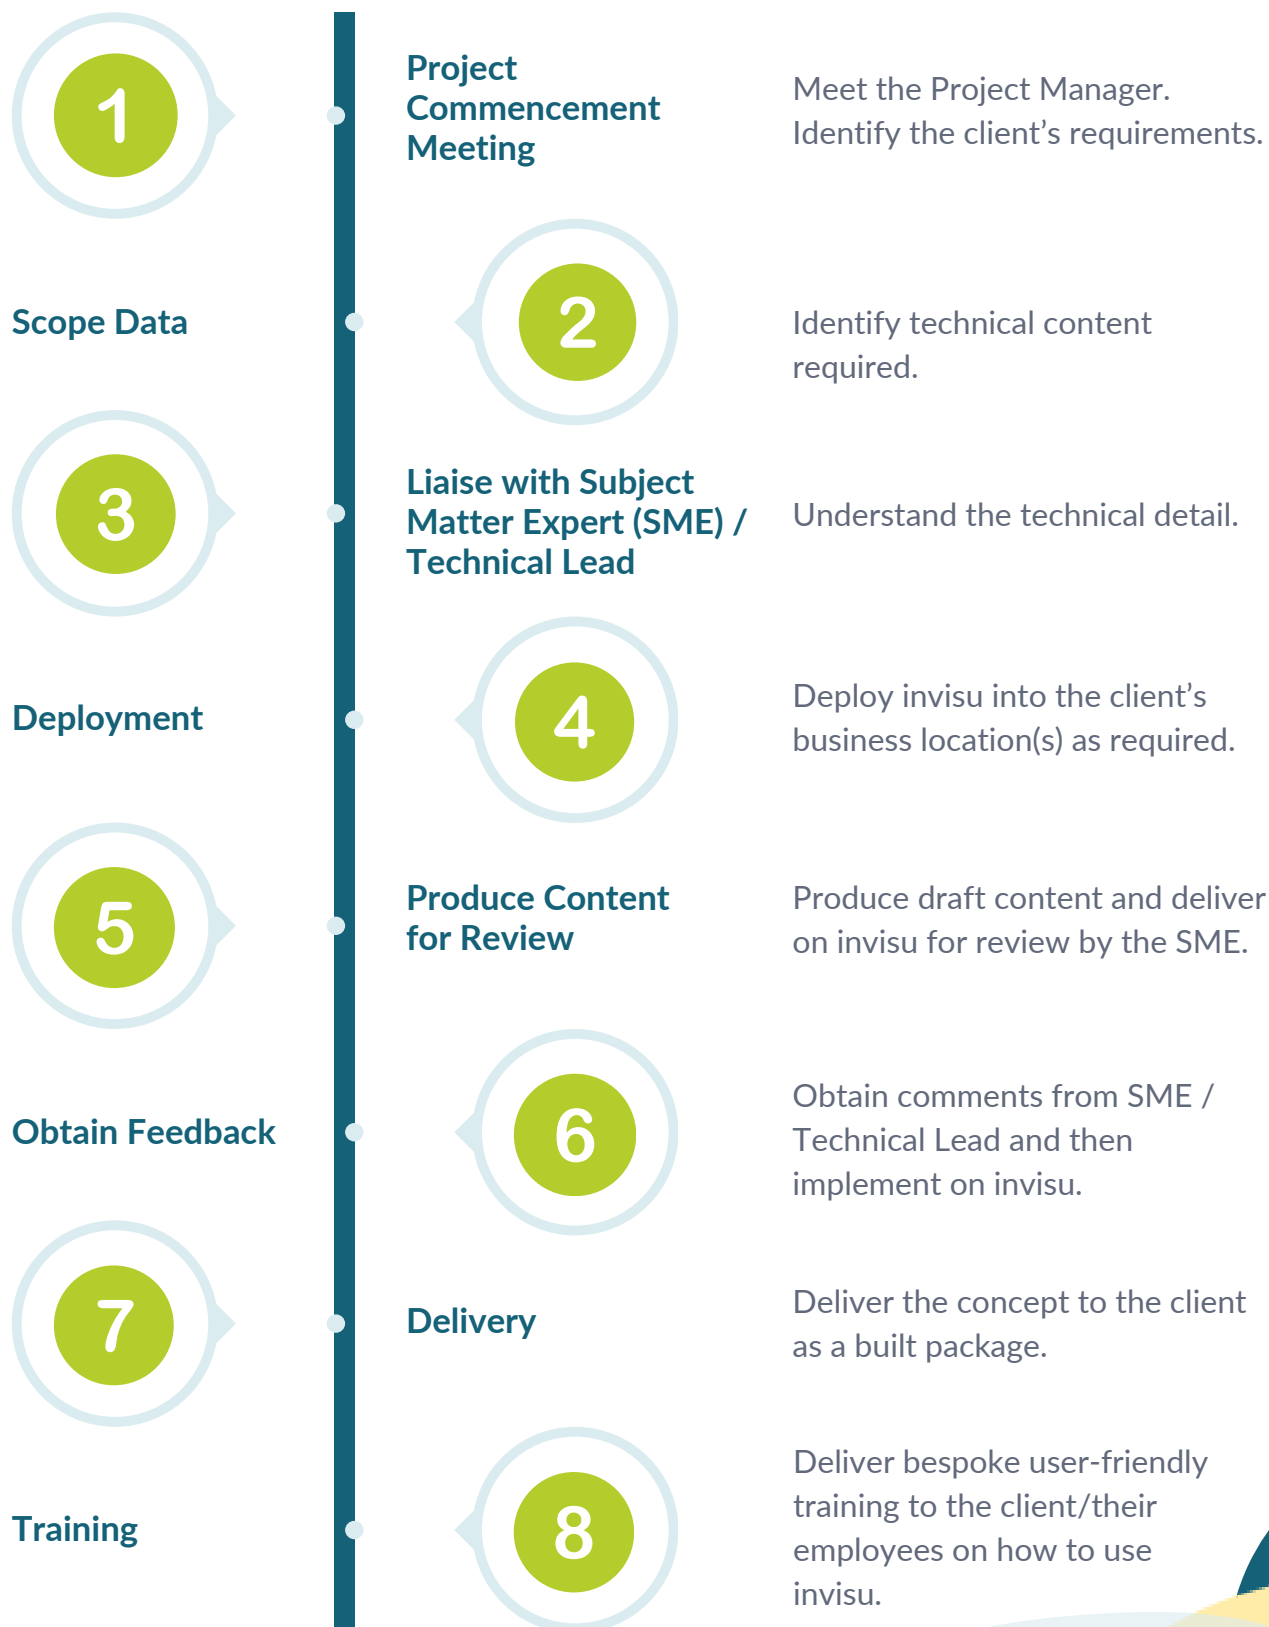 1
Project
Commencement
Meeting
Meet the Project Manager.
Identify the client’s requirements.
Scope Data
2
Identify technical content
required.
3
Liaise with Subject
Matter Expert (SME) /
Technical Lead
Understand the technical detail.
Deployment
4
Deploy invisu into the client’s
business location(s) as required.
5
Produce Content
for Review
Produce draft content and deliver
on invisu for review by the SME.
Obtain Feedback
6
Obtain comments from SME /
Technical Lead and then
implement on invisu.
7
Delivery
Deliver the concept to the client
as a built package.
Training
8
Deliver bespoke user-friendly
training to the client/their
employees on how to use
invisu.